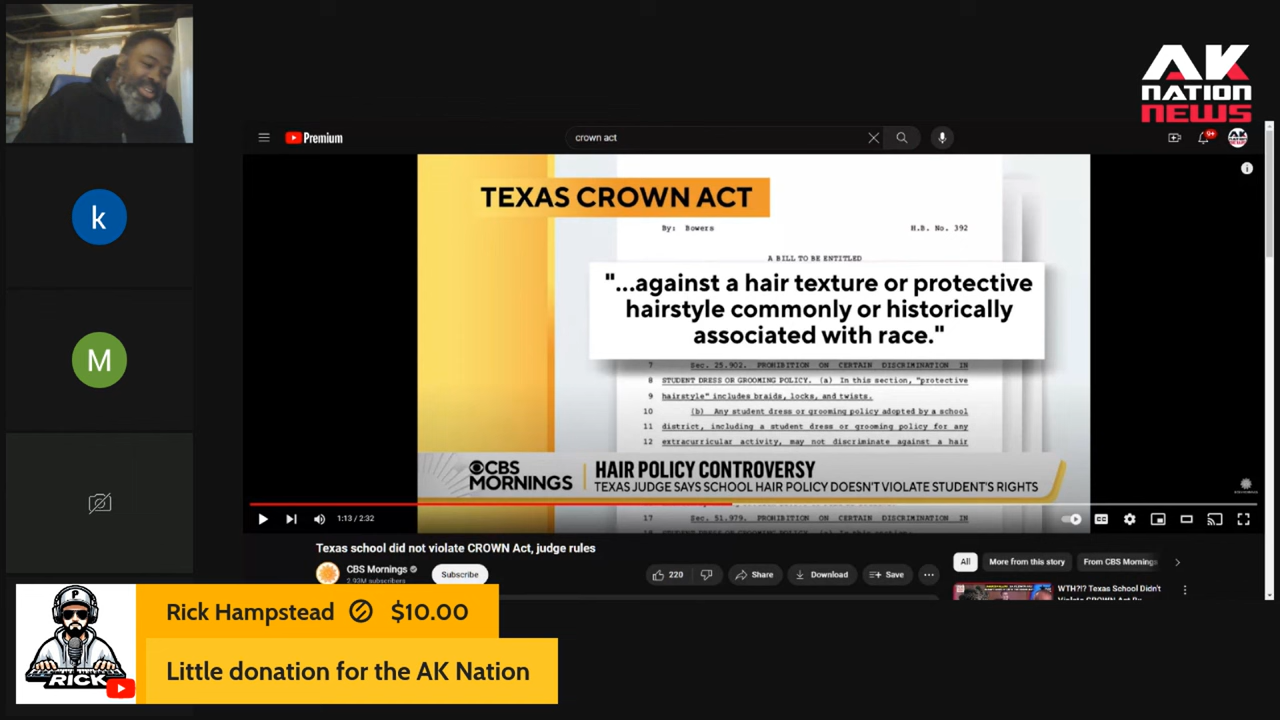 AK
NATION
NEWS
Premium
crown act
9+
TEXAS CROWN ACT
By: Bowers
H.B. No. 392
A BILL TO BE ENTITLED
"...against a hair texture or protective
hairstyle commonly or historically
associated with race."
7 Sec. 25.902. PROHIBITION ON CERTAIN DISCRIMINATION IN
8 STUDENT DRESS OR GROOMING POLICY. (a) In this section, "protective
9 hairstyle" includes braids, locks, and twists.
10 (b) Any student dress or grooming policy adopted by a school
11 district, including a student dress or grooming policy for any
12 extracurricular activity, may not discriminate against a hair
CBS
MORNINGS
HAIR POLICY CONTROVERSY
TEXAS JUDGE SAYS SCHOOL HAIR POLICY DOESN'T VIOLATE STUDENT'S RIGHTS
17 Sec. 51.979. PROHIBITION ON CERTAIN DISCRIMINATION IN
1:13 / 2:32
CC
Texas school did not violate CROWN Act, judge rules
CBS Mornings
2.93M subscribers
Subscribe
220
Share
Download
Save
All
More from this story
From CBS Mornings
WTH?!? Texas School Didn't
k
M
P
RICK
Rick Hampstead $10.00
Little donation for the AK Nation